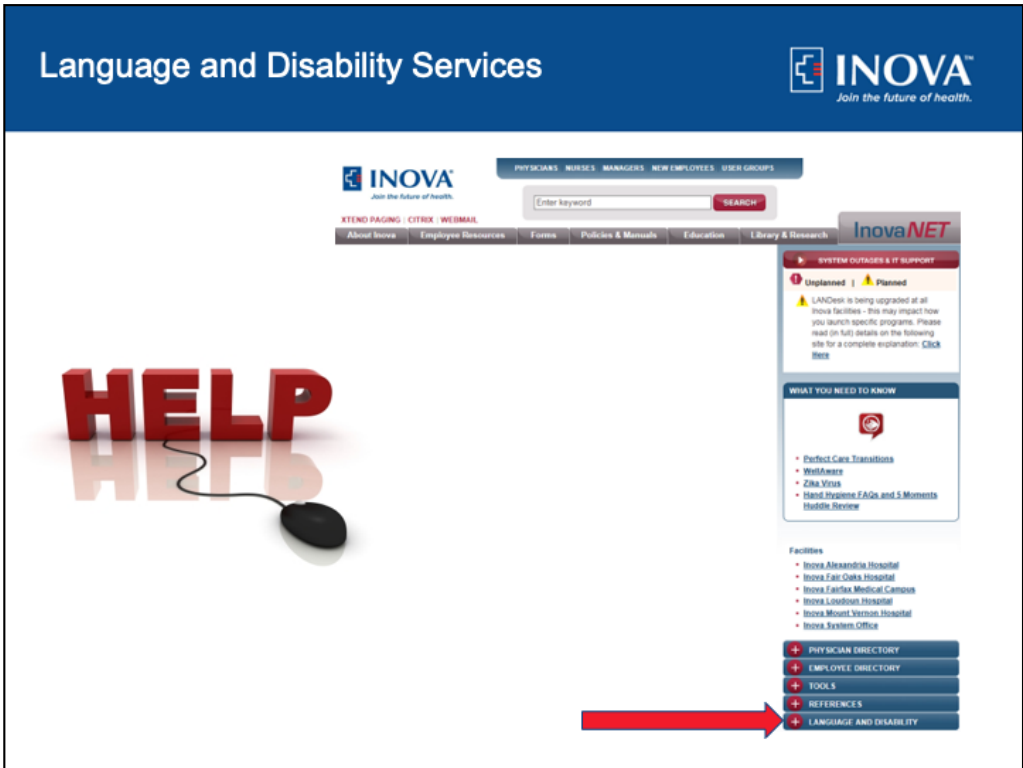 Language and Disability Services
INOVA™
Join the future of health.
INOVA
Join the future of health.
PHYSICIANS NURSES MANAGERS NEW EMPLOYEES USER GROUPS
Enter keyword
SEARCH
XTEND PAGING | CITRIX | WEBMAIL
About Inova Employee Resources Forms Policies & Manuals Education Library & Research
InovaNET
SYSTEM OUTAGES & IT SUPPORT
Unplanned | Planned
LANDesk is being upgraded at all
Inova facilities - this may impact how
you launch specific programs. Please
read (in full) details on the following
site for a complete explanation: Click
Here
HELP
WHAT YOU NEED TO KNOW
Perfect Care Transitions
WellAware
Zika Virus
Hand Hygiene FAQs and 5 Moments
Huddle Review
Facilities
Inova Alexandria Hospital
Inova Fair Oaks Hospital
Inova Fairfax Medical Campus
Inova Loudoun Hospital
Inova Mount Vernon Hospital
Inova System Office
PHYSICIAN DIRECTORY
EMPLOYEE DIRECTORY
TOOLS
REFERENCES
LANGUAGE AND DISABILITY